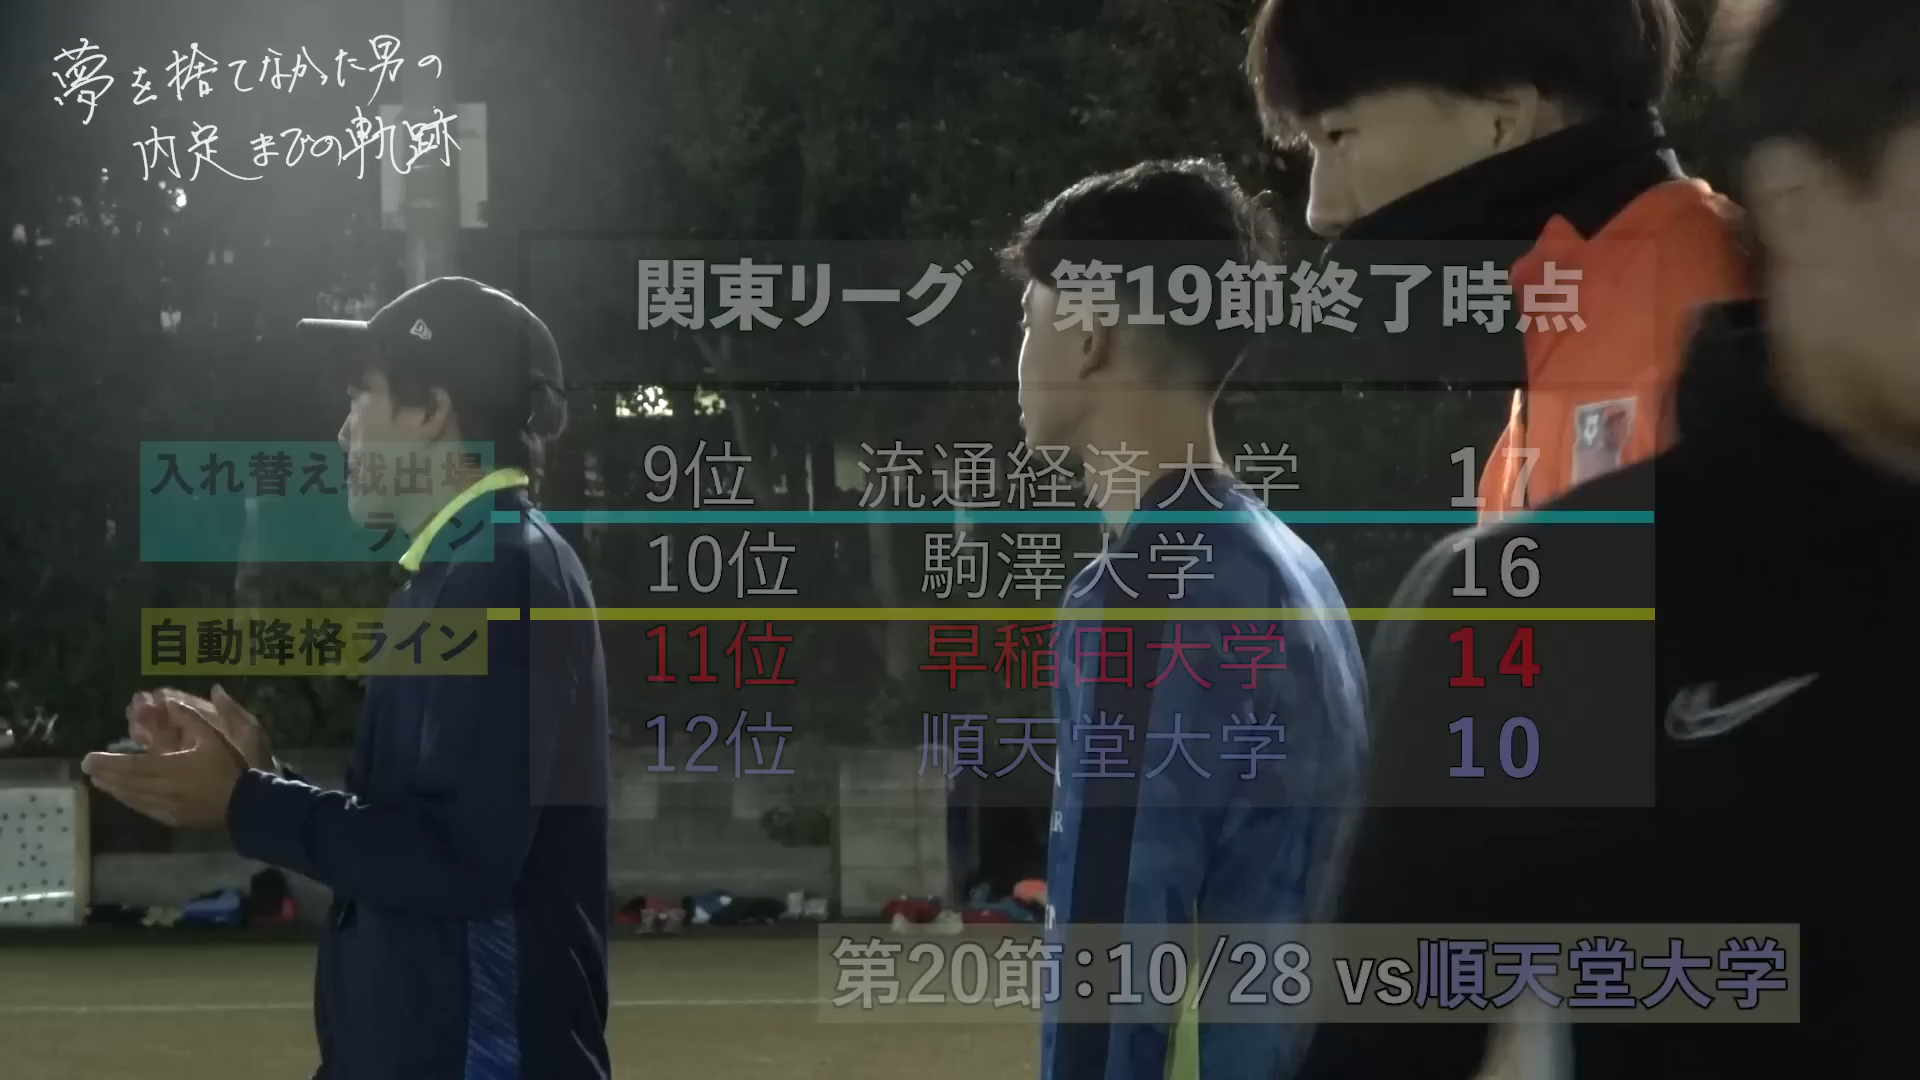 夢を捨てなかった男の
内定までの軌跡
関東リーグ 第19節終了時点
入れ替え戦出場
ライン
9位 流通経済大学 17
10位 駒澤大学 16
自動降格ライン
11位 早稲田大学 14
12位 順天堂大学 10
第20節：10/28 vs順天堂大学